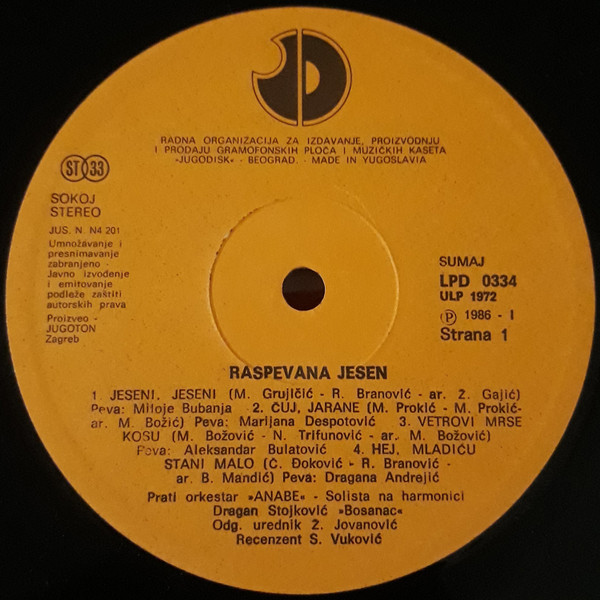 JD
RADNA ORGANIZACIJA ZA IZDAVANJE, PROIZVODNJU
I PRODAJU GRAMOFONSKIH PLOČA I MUZIČKIH KASETA
»JUGODISK« - BEOGRAD. - MADE IN YUGOSLAVIA
ST 33
SOKOJ
STEREO
JUS. N. N4 201
Umnožavanje i
presnimavanje
zabranjeno -
Javno izvođenje
i emitovanje
podleže zaštiti
autorskih prava
Proizveo -
JUGOTON
Zagreb
SUMAJ
LPD 0334
ULP 1972
Ⓟ 1986 - I
Strana 1
RASPEVANA JESEN
1. JESENI, JESENI (M. Grujičić - R. Branović - ar. Ž. Gajić)
Peva: Miloje Bubanja 2. ČUJ, JARANE (M. Prokić - M. Prokić-
ar. M. Božić) Peva: Marijana Despotović 3. VETROVI MRSE
KOSU (M. Božović - N. Trifunović - ar. M. Božović)
Peva: Aleksandar Bulatović 4. HEJ, MLADIĆU
STANI MALO (Č. Đoković - R. Branović -
ar. B. Mandić) Peva: Dragana Andrejić
Prati orkestar »ANABE« - Solista na harmonici
Dragan Stojković »Bosanac«
Odg. urednik Ž. Jovanović
Recenzent S. Vuković